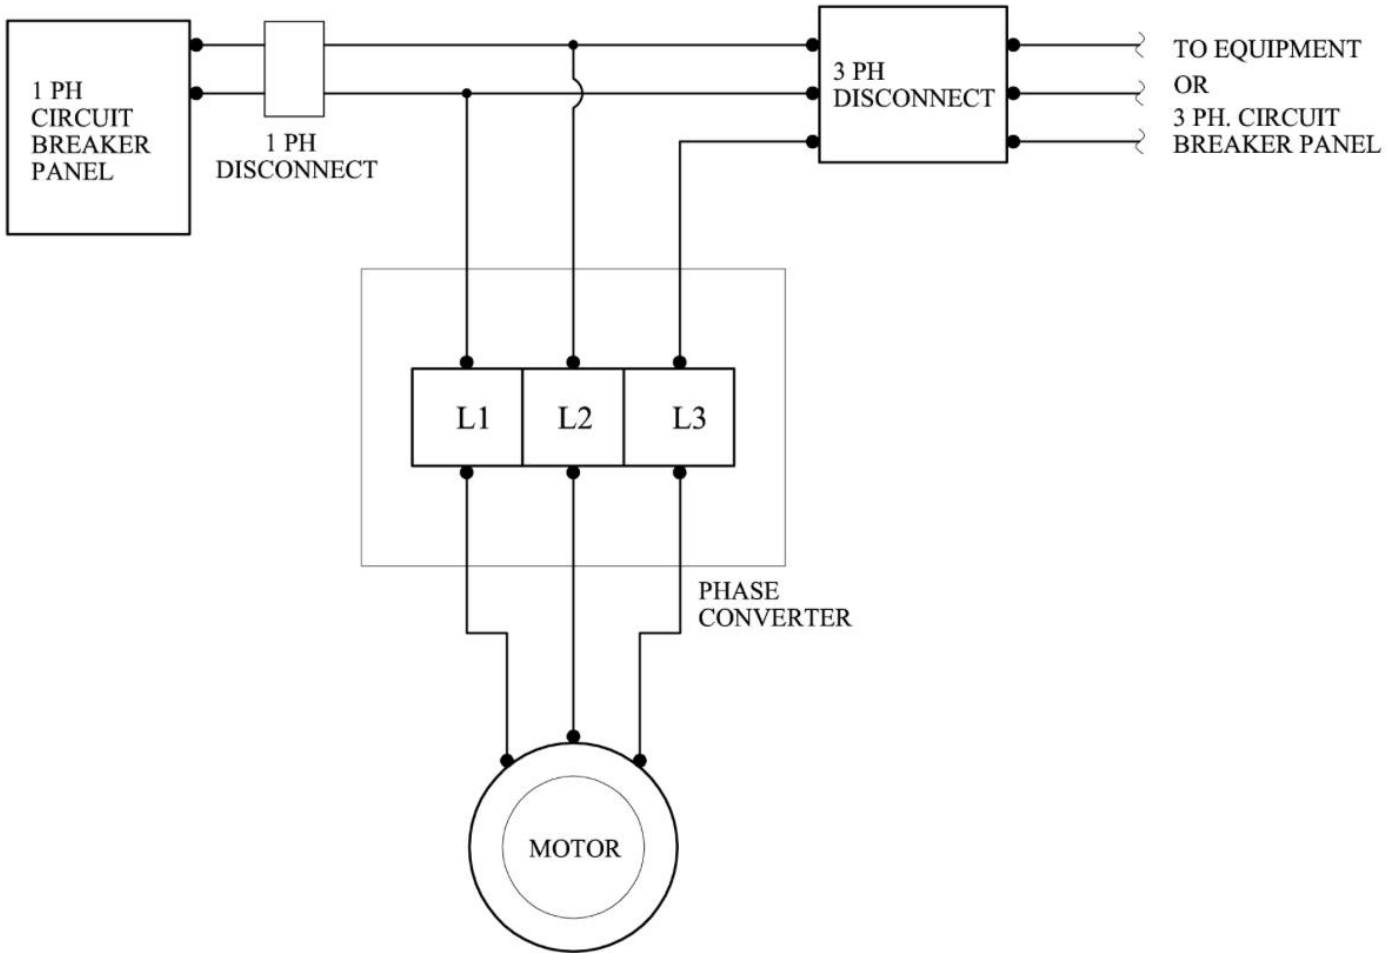 1 PH
CIRCUIT
BREAKER
PANEL
1 PH
DISCONNECT
3 PH
DISCONNECT
TO EQUIPMENT
OR
3 PH. CIRCUIT
BREAKER PANEL
L1
L2
L3
PHASE
CONVERTER
MOTOR